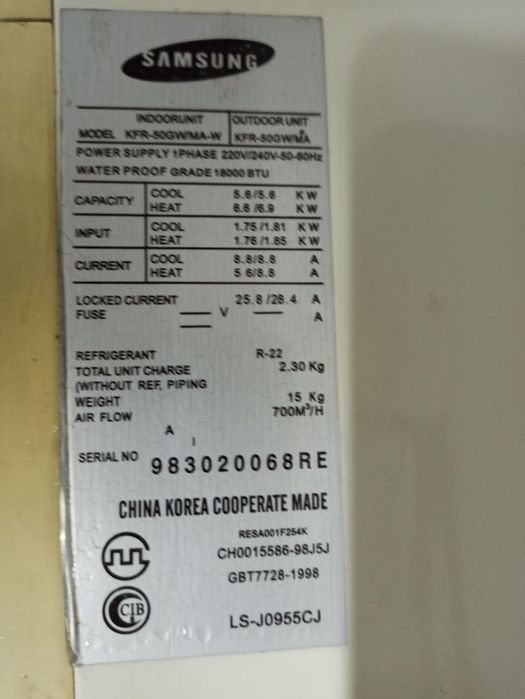 SAMSUNG
INDOORUNIT OUTDOOR UNIT
MODEL KFR-50GW/MA-W KFR-50GW/MA
POWER SUPPLY 1PHASE 220V/240V-50-60Hz
WATER PROOF GRADE 18000 BTU
CAPACITY COOL 5.6/5.6 KW
HEAT 6.6/6.9 KW
INPUT COOL 1.75/1.81 KW
HEAT 1.76/1.85 KW
CURRENT COOL 8.8/8.8 A
HEAT 5 6/8.8 A
LOCKED CURRENT 25.8/28.4 A
FUSE V A
REFRIGERANT R-22
TOTAL UNIT CHARGE 2.30 Kg
(WITHOUT REF, PIPING
WEIGHT 15 Kg
AIR FLOW 700M³/H
A
I
SERIAL NO 983020068RE
CHINA KOREA COOPERATE MADE
RESA001F254K
CH0015586-98J5J
GBT7728-1998
CIB
LS-J0955CJ